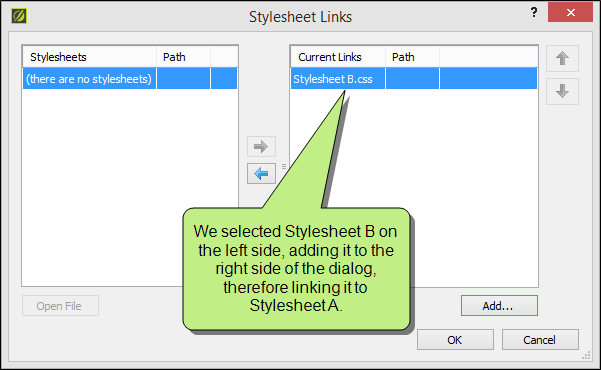 Stylesheet Links
?
Stylesheets Path
(there are no stylesheets)
Current Links Path
Stylesheet B.css
We selected Stylesheet B on
the left side, adding it to the
right side of the dialog,
therefore linking it to
Stylesheet A.
Open File
Add...
OK Cancel